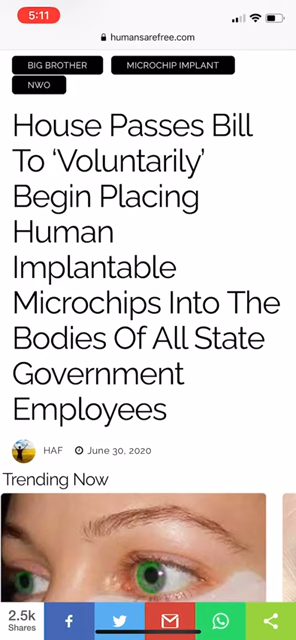 5:11
humansarefree.com
BIG BROTHER
MICROCHIP IMPLANT
NWO
House Passes Bill
To ‘Voluntarily’
Begin Placing
Human
Implantable
Microchips Into The
Bodies Of All State
Government
Employees
HAF June 30, 2020
Trending Now
2.5k
Shares